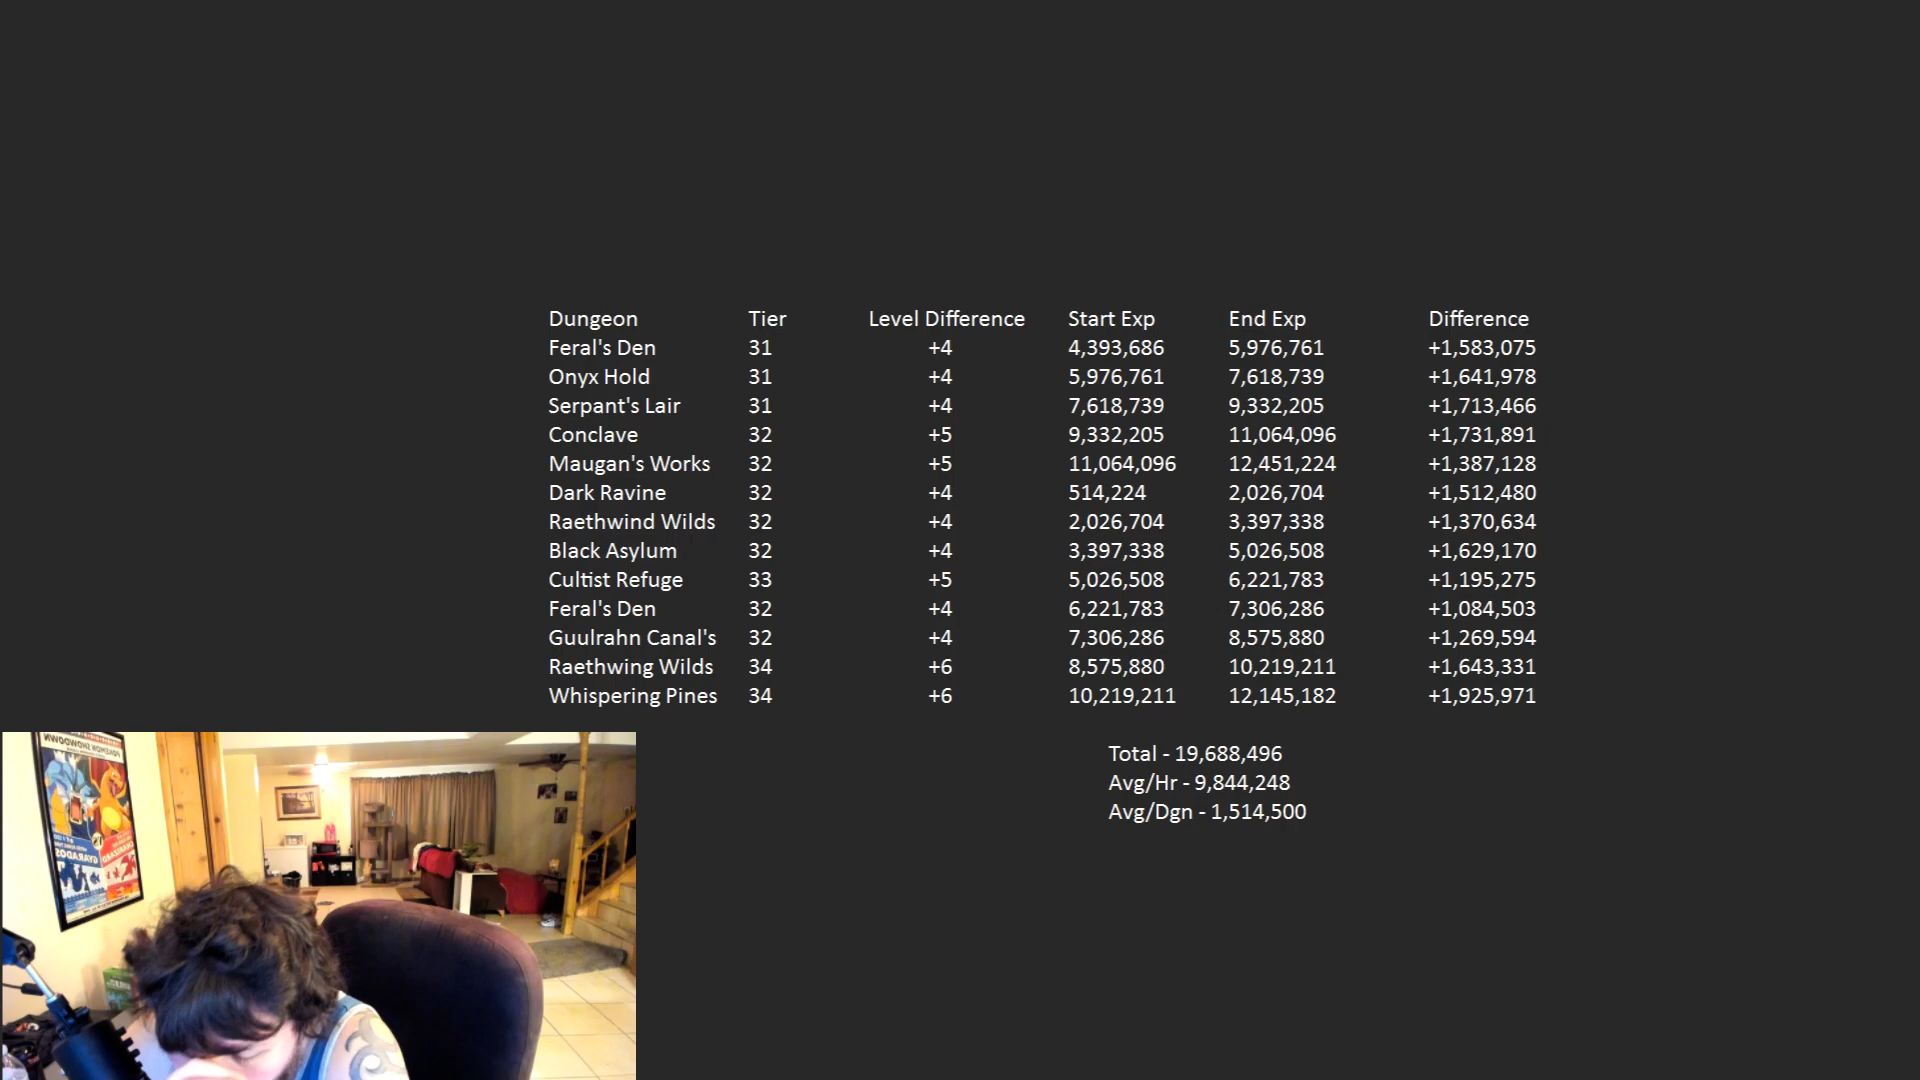 Dungeon Tier Level Difference Start Exp End Exp Difference
Feral's Den 31 +4 4,393,686 5,976,761 +1,583,075
Onyx Hold 31 +4 5,976,761 7,618,739 +1,641,978
Serpant's Lair 31 +4 7,618,739 9,332,205 +1,713,466
Conclave 32 +5 9,332,205 11,064,096 +1,731,891
Maugan's Works 32 +5 11,064,096 12,451,224 +1,387,128
Dark Ravine 32 +4 514,224 2,026,704 +1,512,480
Raethwind Wilds 32 +4 2,026,704 3,397,338 +1,370,634
Black Asylum 32 +4 3,397,338 5,026,508 +1,629,170
Cultist Refuge 33 +5 5,026,508 6,221,783 +1,195,275
Feral's Den 32 +4 6,221,783 7,306,286 +1,084,503
Guulrahn Canal's 32 +4 7,306,286 8,575,880 +1,269,594
Raethwing Wilds 34 +6 8,575,880 10,219,211 +1,643,331
Whispering Pines 34 +6 10,219,211 12,145,182 +1,925,971
Total - 19,688,496
Avg/Hr - 9,844,248
Avg/Dgn - 1,514,500
POKEMON SHOWDOWN
GYARADOS
CHARIZARD